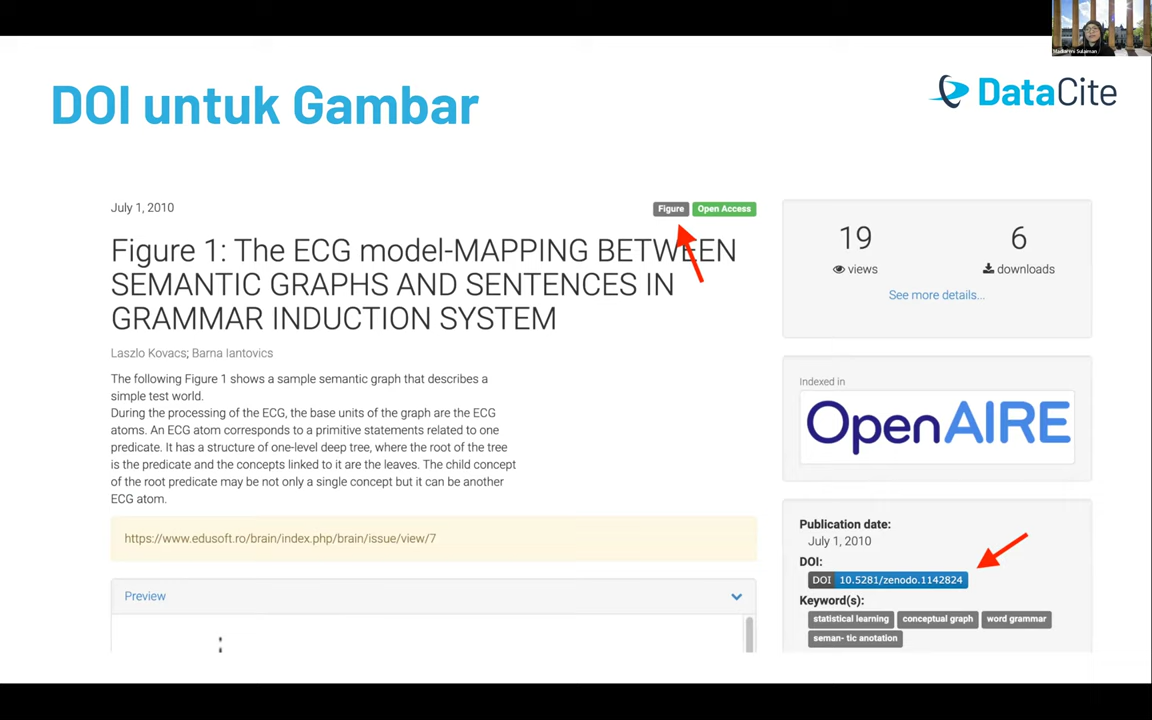 Madiareni Sulaiman
DOI untuk Gambar
DataCite
July 1, 2010
Figure
Open Access
Figure 1: The ECG model-MAPPING BETWEEN
SEMANTIC GRAPHS AND SENTENCES IN
GRAMMAR INDUCTION SYSTEM
Laszlo Kovacs; Barna Iantovics
The following Figure 1 shows a sample semantic graph that describes a
simple test world.
During the processing of the ECG, the base units of the graph are the ECG
atoms. An ECG atom corresponds to a primitive statements related to one
predicate. It has a structure of one-level deep tree, where the root of the tree
is the predicate and the concepts linked to it are the leaves. The child concept
of the root predicate may be not only a single concept but it can be another
ECG atom.
https://www.edusoft.ro/brain/index.php/brain/issue/view/7
Preview
19
views
6
downloads
See more details...
Indexed in
OpenAIRE
Publication date:
July 1, 2010
DOI:
DOI 10.5281/zenodo.1142824
Keyword(s):
statistical learning
conceptual graph
word grammar
seman- tic anotation